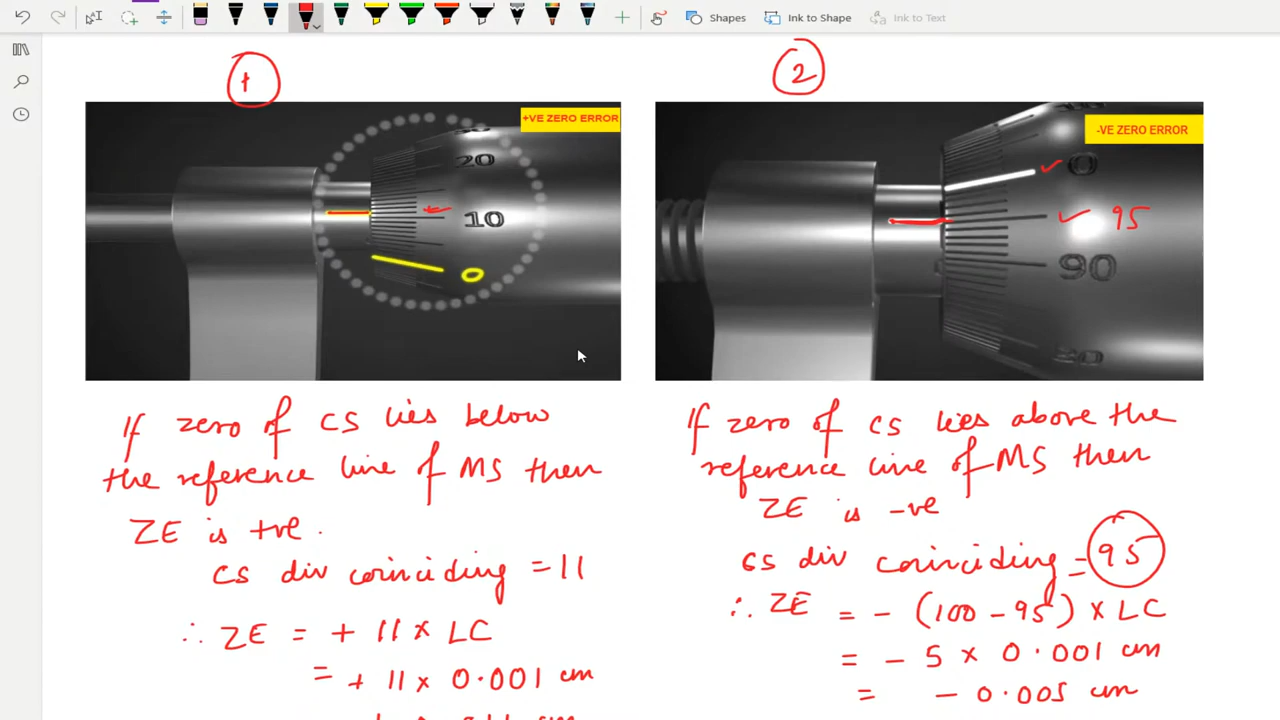 Shapes
Ink to Shape
Ink to Text
1
2
+VE ZERO ERROR
20
10
0
-VE ZERO ERROR
0
95
90
80
If zero of CS lies below
the reference line of MS then
ZE is +ve.
CS div coinciding = 11
∴ ZE = + 11 x LC
= + 11 x 0.001 cm
If zero of CS lies above the
reference line of MS then
ZE is -ve
CS div coinciding = 95
∴ ZE = - (100 - 95) x LC
= - 5 x 0.001 cm
= - 0.005 cm